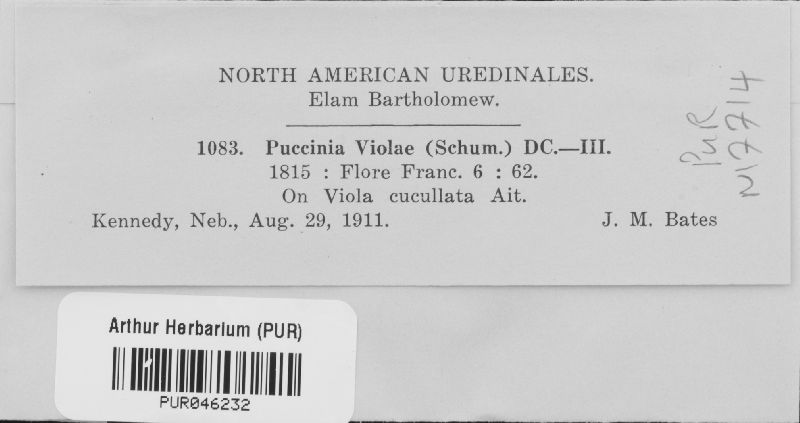 NORTH AMERICAN UREDINALES.
Elam Bartholomew.
1083. Puccinia Violae (Schum.) DC.—III.
1815 : Flore Franc. 6 : 62.
On Viola cucullata Ait.
Kennedy, Neb., Aug. 29, 1911. J. M. Bates
PUR
N17714
Arthur Herbarium (PUR)
PUR046232